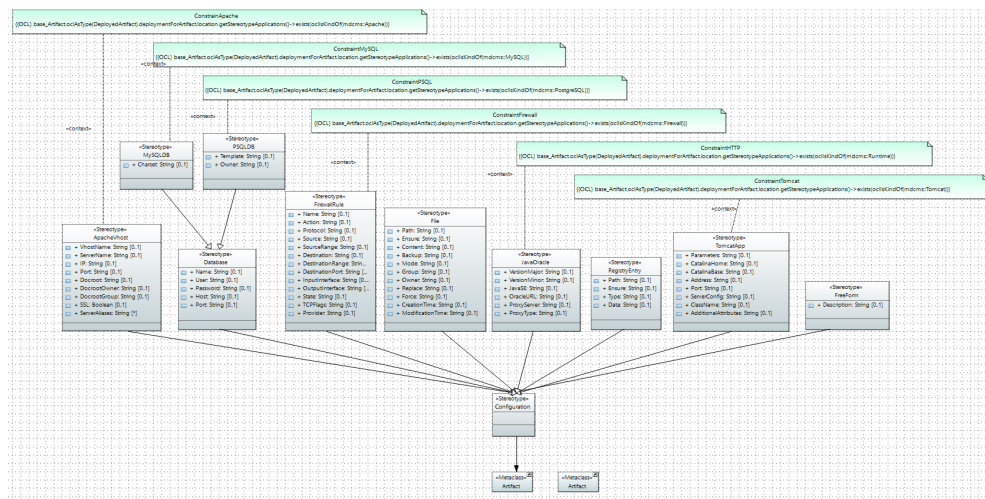 ConstrainApache
{{OCL} base_Artifact.oclAsType(DeployedArtifact).deploymentForArtifact.location.getStereotypeApplications()->exists(oclIsKindOf(mdcms::Apache))}
ConstraintMySQL
{{OCL} base_Artifact.oclAsType(DeployedArtifact).deploymentForArtifact.location.getStereotypeApplications()->exists(oclIsKindOf(mdcms::MySQL))}
«context»
ConstraintPSQL
{{OCL} base_Artifact.oclAsType(DeployedArtifact).deploymentForArtifact.location.getStereotypeApplications()->exists(oclIsKindOf(mdcms::PostgreSQL))}
«context»
ConstraintFirewall
{{OCL} base_Artifact.oclAsType(DeployedArtifact).deploymentForArtifact.location.getStereotypeApplications()->exists(oclIsKindOf(mdcms::Firewall))}
«context»
ConstraintHTTP
{{OCL} base_Artifact.oclAsType(DeployedArtifact).deploymentForArtifact.location.getStereotypeApplications()->exists(oclIsKindOf(mdcms::Runtime))}
«context»
«context»
ConstraintTomcat
{{OCL} base_Artifact.oclAsType(DeployedArtifact).deploymentForArtifact.location.getStereotypeApplications()->exists(oclIsKindOf(mdcms::Tomcat))}
«context»
«Stereotype»
MySQLDB
+ Charset: String [0..1]
«Stereotype»
PSQLDB
+ Template: String [0..1]
+ Owner: String [0..1]
«Stereotype»
ApacheVhost
+ VhostName: String [0..1]
+ ServerName: String [0..1]
+ IP: String [0..1]
+ Port: String [0..1]
+ Docroot: String [0..1]
+ DocrootOwner: String [0..1]
+ DocrootGroup: String [0..1]
+ SSL: Boolean [0..1]
+ ServerAliases: String [*]
«Stereotype»
Database
+ Name: String [0..1]
+ User: String [0..1]
+ Password: String [0..1]
+ Host: String [0..1]
+ Port: String [0..1]
«Stereotype»
FirewallRule
+ Name: String [0..1]
+ Action: String [0..1]
+ Protocol: String [0..1]
+ Source: String [0..1]
+ SourceRange: String [0..1]
+ Destination: String [0..1]
+ DestinationRange: Strin...
+ DestinationPort: String [...
+ InputInterface: String [0...
+ OutputInterface: String [...
+ State: String [0..1]
+ TCPFlags: String [0..1]
+ Provider: String [0..1]
«Stereotype»
File
+ Path: String [0..1]
+ Ensure: String [0..1]
+ Content: String [0..1]
+ Backup: String [0..1]
+ Mode: String [0..1]
+ Group: String [0..1]
+ Owner: String [0..1]
+ Replace: String [0..1]
+ Force: String [0..1]
+ CreationTime: String [0..1]
+ ModificationTime: String [0..1]
«Stereotype»
JavaOracle
+ VersionMajor: String [0..1]
+ VersionMinor: String [0..1]
+ JavaSE: String [0..1]
+ OracleURL: String [0..1]
+ ProxyServer: String [0..1]
+ ProxyType: String [0..1]
«Stereotype»
RegistryEntry
+ Path: String [0..1]
+ Ensure: String [0..1]
+ Type: String [0..1]
+ Data: String [0..1]
«Stereotype»
TomcatApp
+ Parameters: String [0..1]
+ CatalinaHome: String [0..1]
+ CatalinaBase: String [0..1]
+ Address: String [0..1]
+ Port: String [0..1]
+ ServerConfig: String [0..1]
+ ClassName: String [0..1]
+ AdditionalAttributes: String [0..1]
«Stereotype»
FreeForm
+ Description: String [0..1]
«Stereotype»
Configuration
«Metaclass»
Artifact
«Metaclass»
Artifact